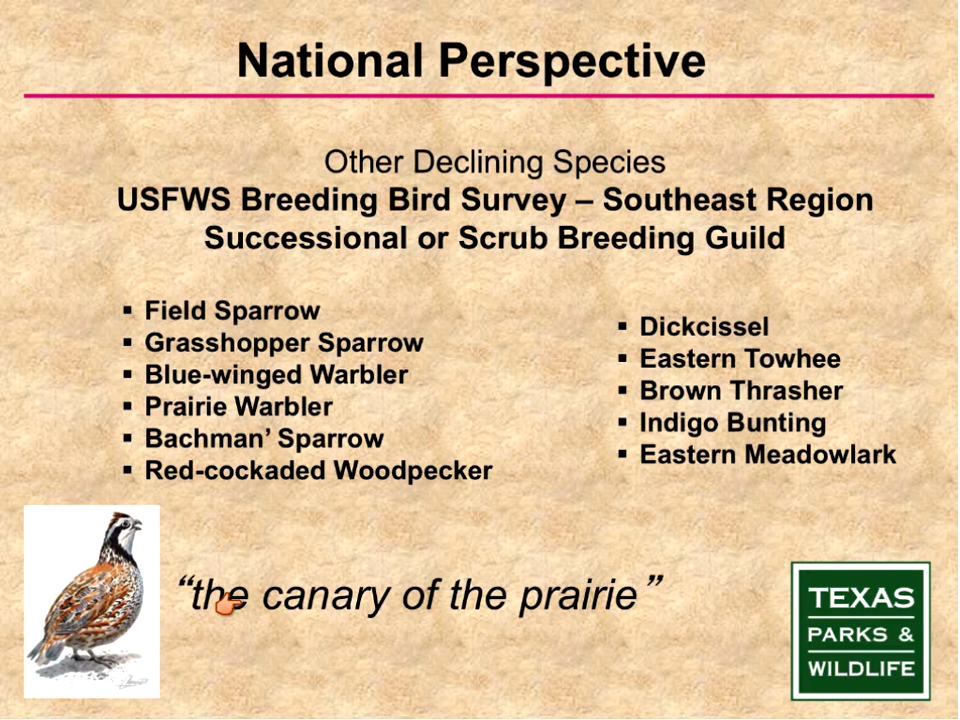 National Perspective
Other Declining Species
USFWS Breeding Bird Survey – Southeast Region
Successional or Scrub Breeding Guild
▪ Field Sparrow
▪ Grasshopper Sparrow
▪ Blue-winged Warbler
▪ Prairie Warbler
▪ Bachman’ Sparrow
▪ Red-cockaded Woodpecker
▪ Dickcissel
▪ Eastern Towhee
▪ Brown Thrasher
▪ Indigo Bunting
▪ Eastern Meadowlark
“the canary of the prairie”
TEXAS
PARKS &
WILDLIFE